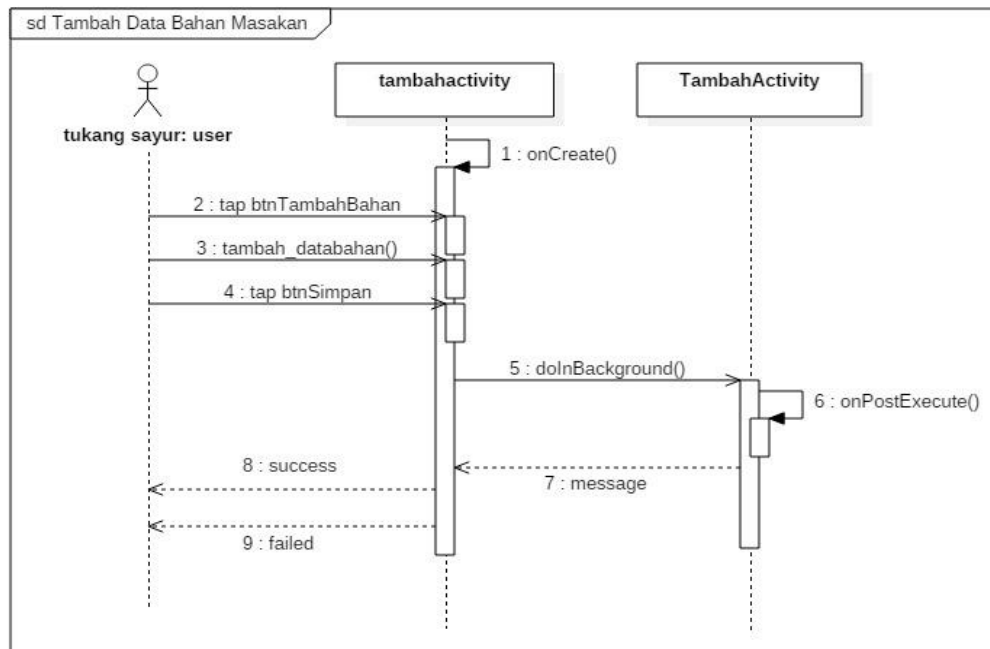 sd Tambah Data Bahan Masakan
tukang sayur: user
tambahactivity
TambahActivity
1 : onCreate()
2 : tap btnTambahBahan
3 : tambah_databahan()
4 : tap btnSimpan
5 : doInBackground()
6 : onPostExecute()
7 : message
8 : success
9 : failed